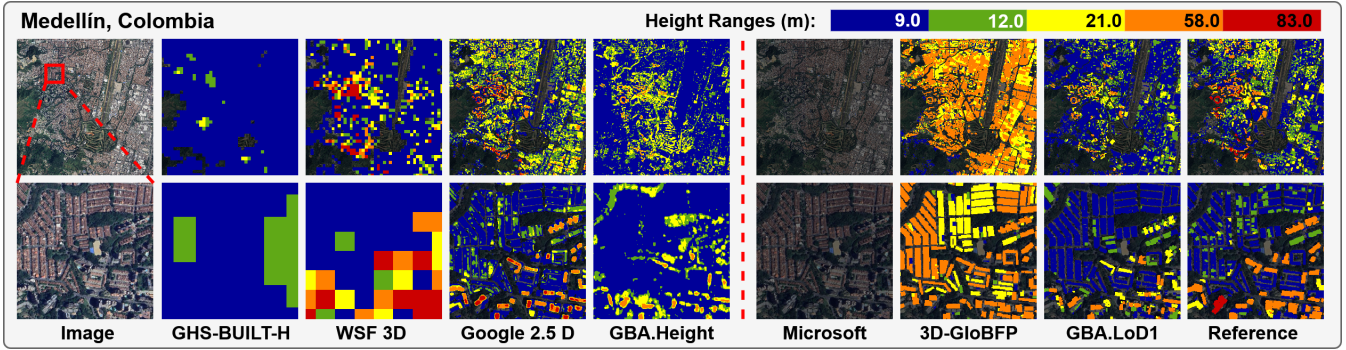 Medellín, Colombia
Height Ranges (m): 9.0 12.0 21.0 58.0 83.0
Image GHS-BUILT-H WSF 3D Google 2.5 D GBA.Height Microsoft 3D-GloBFP GBA.LoD1 Reference